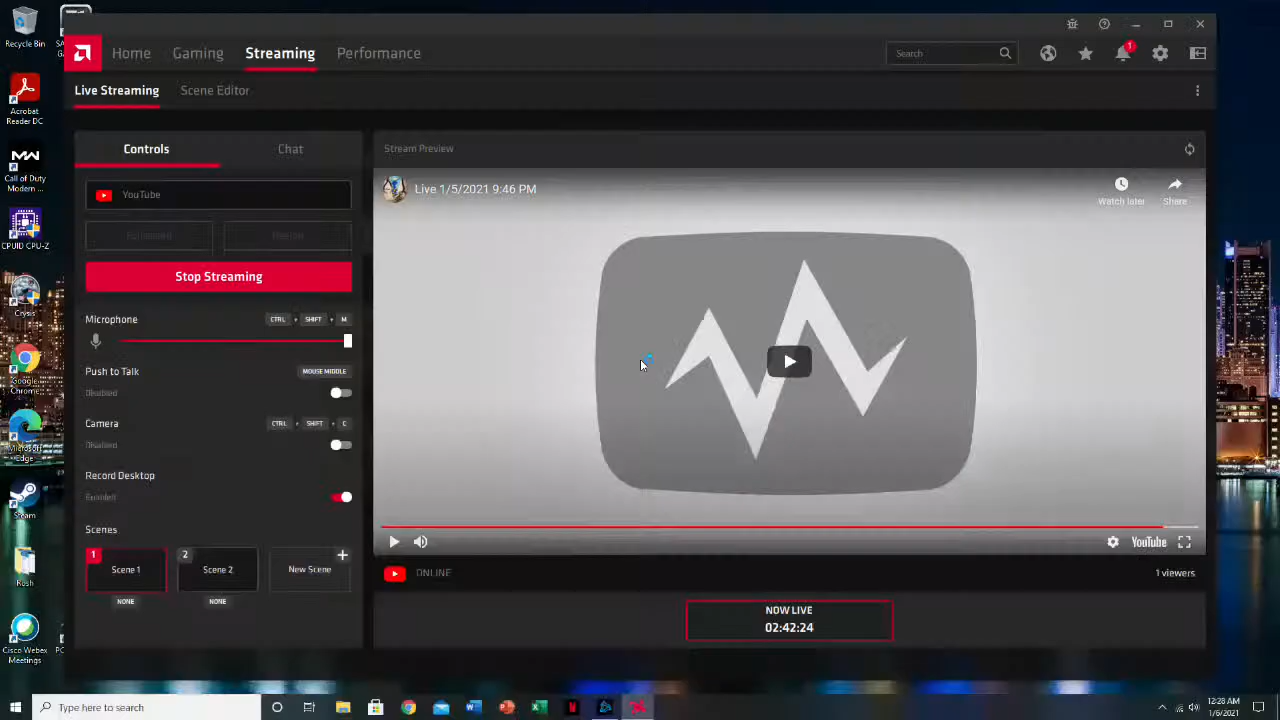 Recycle Bin
Acrobat
Reader DC
Call of Duty
Modern ...
CPUID CPU-Z
Crysis
Google
Chrome
Microsoft
Edge
Steam
Rosh
Cisco Webex
Meetings
Home
Gaming
Streaming
Performance
Search
1
Live Streaming
Scene Editor
Controls
Chat
YouTube
Stop Streaming
Microphone
CTRL + SHIFT + M
Push to Talk
MOUSE MIDDLE
Disabled
Camera
CTRL + SHIFT + C
Disabled
Record Desktop
Enabled
Scenes
1
Scene 1
NONE
2
Scene 2
NONE
New Scene
+
Stream Preview
Live 1/5/2021 9:46 PM
Watch later
Share
YouTube
ONLINE
1 viewers
NOW LIVE
02:42:24
Type here to search
12:28 AM
1/6/2021